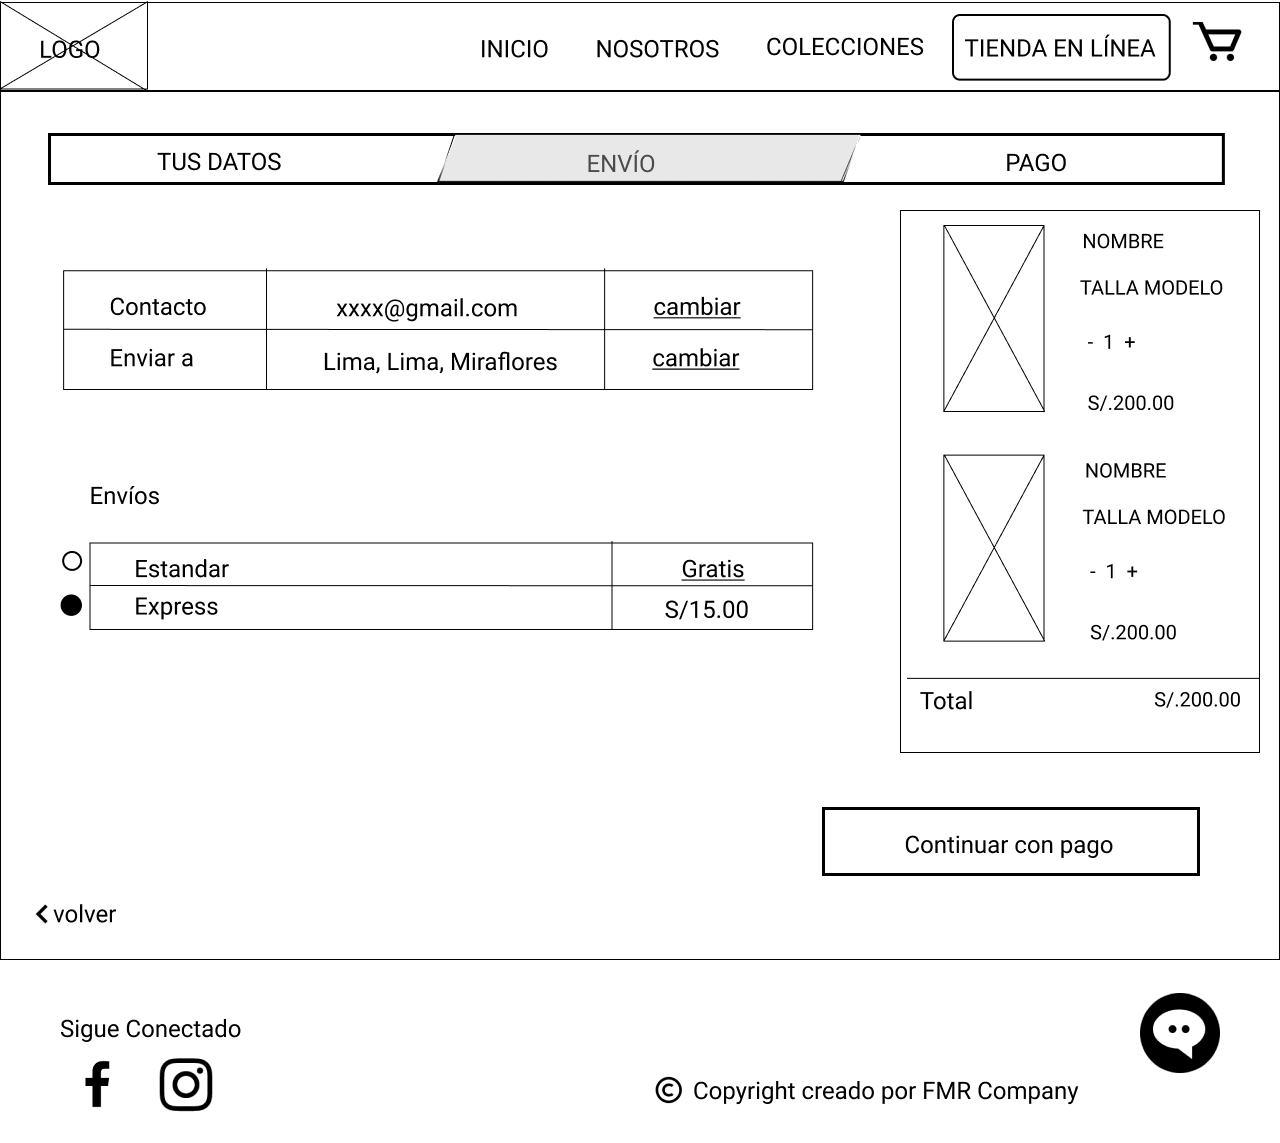 LOGO
INICIO
NOSOTROS
COLECCIONES
TIENDA EN LÍNEA
TUS DATOS
ENVÍO
PAGO
Contacto
xxxx@gmail.com
cambiar
Enviar a
Lima, Lima, Miraflores
cambiar
Envíos
Estandar
Gratis
Express
S/15.00
NOMBRE
TALLA MODELO
- 1 +
S/.200.00
NOMBRE
TALLA MODELO
- 1 +
S/.200.00
Total
S/.200.00
Continuar con pago
volver
Sigue Conectado
© Copyright creado por FMR Company